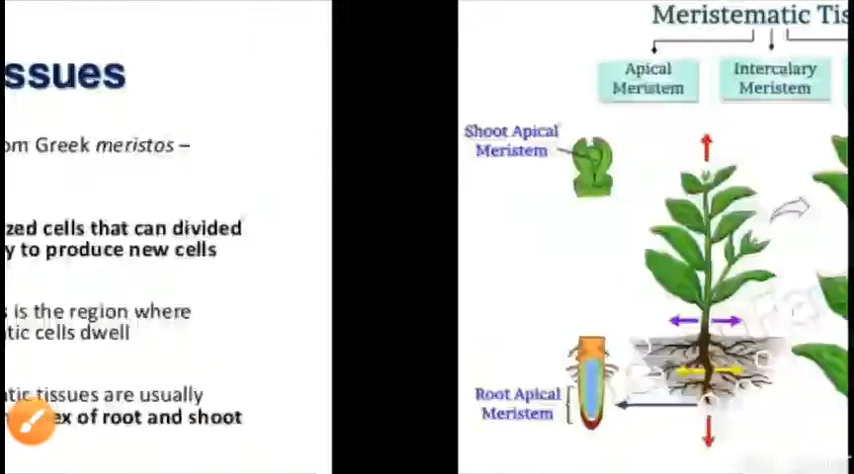 ssues
om Greek meristos –
zed cells that can divided
y to produce new cells
is the region where
tic cells dwell
tic tissues are usually
ex of root and shoot
Meristematic Tis
Apical
Meristem
Intercalary
Meristem
Shoot Apical
Meristem
Root Apical
Meristem